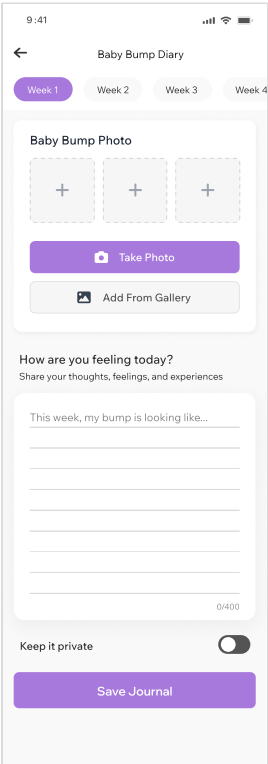 9:41
Baby Bump Diary
Week 1 Week 2 Week 3 Week 4
Baby Bump Photo
+ + +
Take Photo
Add From Gallery
How are you feeling today?
Share your thoughts, feelings, and experiences
This week, my bump is looking like...
0/400
Keep it private
Save Journal